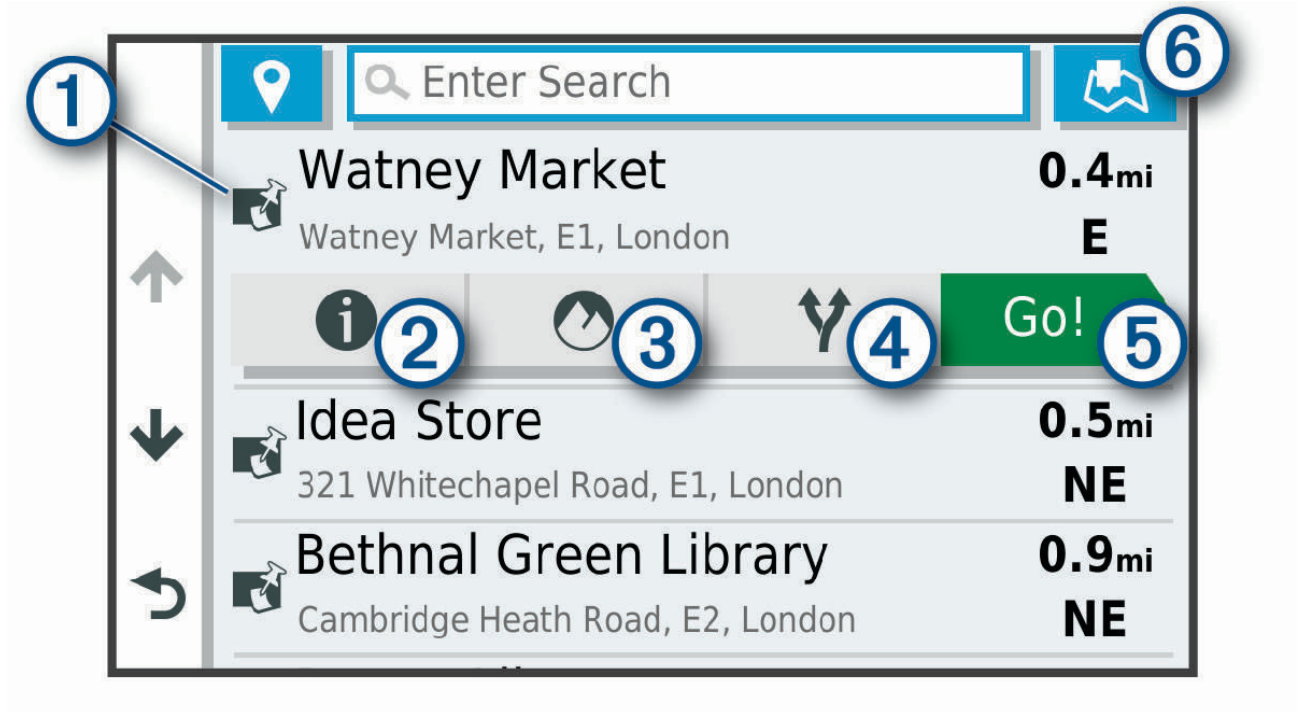 1
6
Enter Search
Watney Market
0.4mi
Watney Market, E1, London
E
2
3
4
Go!
5
Idea Store
0.5mi
321 Whitechapel Road, E1, London
NE
Bethnal Green Library
0.9mi
Cambridge Heath Road, E2, London
NE